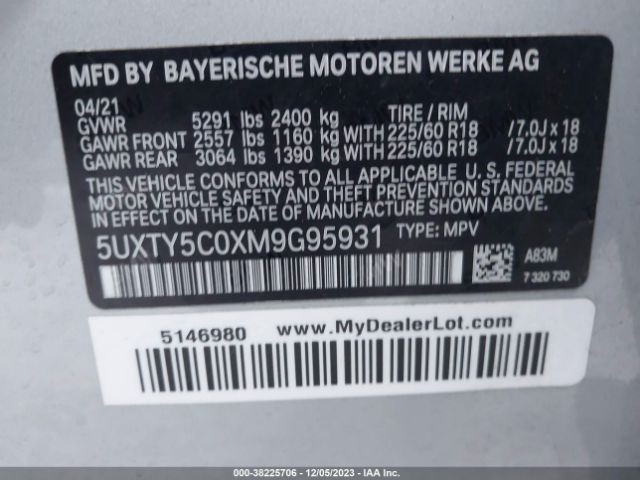 MFD BY BAYERISCHE MOTOREN WERKE AG
04/21
GVWR 5291 lbs 2400 kg TIRE / RIM
GAWR FRONT 2557 lbs 1160 kg WITH 225/60 R18 /7.0J x 18
GAWR REAR 3064 lbs 1390 kg WITH 225/60 R18 /7.0J x 18
THIS VEHICLE CONFORMS TO ALL APPLICABLE U. S. FEDERAL
MOTOR VEHICLE SAFETY AND THEFT PREVENTION STANDARDS
IN EFFECT ON THE DATE OF MANUFACTURE SHOWN ABOVE.
5UXTY5C0XM9G95931 TYPE: MPV
A83M
7 320 730
5146980 www.MyDealerLot.com
000-38225706 - 12/05/2023 - IAAI.COM